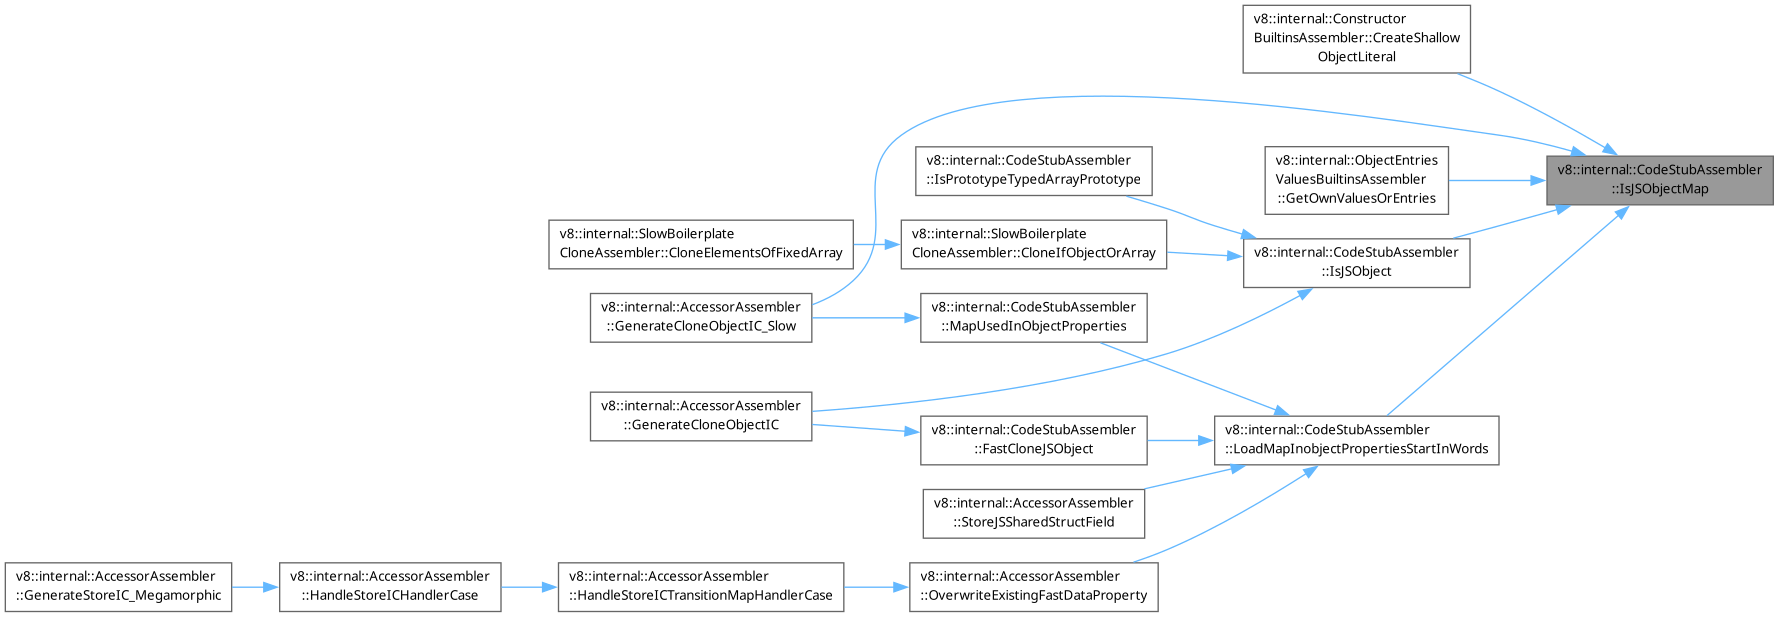 v8::internal::Constructor
BuiltinsAssembler::CreateShallow
ObjectLiteral
v8::internal::CodeStubAssembler
::IsPrototypeTypedArrayPrototype
v8::internal::ObjectEntries
ValuesBuiltinsAssembler
::GetOwnValuesOrEntries
v8::internal::CodeStubAssembler
::IsJSObjectMap
v8::internal::SlowBoilerplate
CloneAssembler::CloneElementsOfFixedArray
v8::internal::SlowBoilerplate
CloneAssembler::CloneIfObjectOrArray
v8::internal::CodeStubAssembler
::IsJSObject
v8::internal::AccessorAssembler
::GenerateCloneObjectIC_Slow
v8::internal::CodeStubAssembler
::MapUsedInObjectProperties
v8::internal::AccessorAssembler
::GenerateCloneObjectIC
v8::internal::CodeStubAssembler
::FastCloneJSObject
v8::internal::CodeStubAssembler
::LoadMapInobjectPropertiesStartInWords
v8::internal::AccessorAssembler
::StoreJSSharedStructField
v8::internal::AccessorAssembler
::GenerateStoreIC_Megamorphic
v8::internal::AccessorAssembler
::HandleStoreICHandlerCase
v8::internal::AccessorAssembler
::HandleStoreICTransitionMapHandlerCase
v8::internal::AccessorAssembler
::OverwriteExistingFastDataProperty